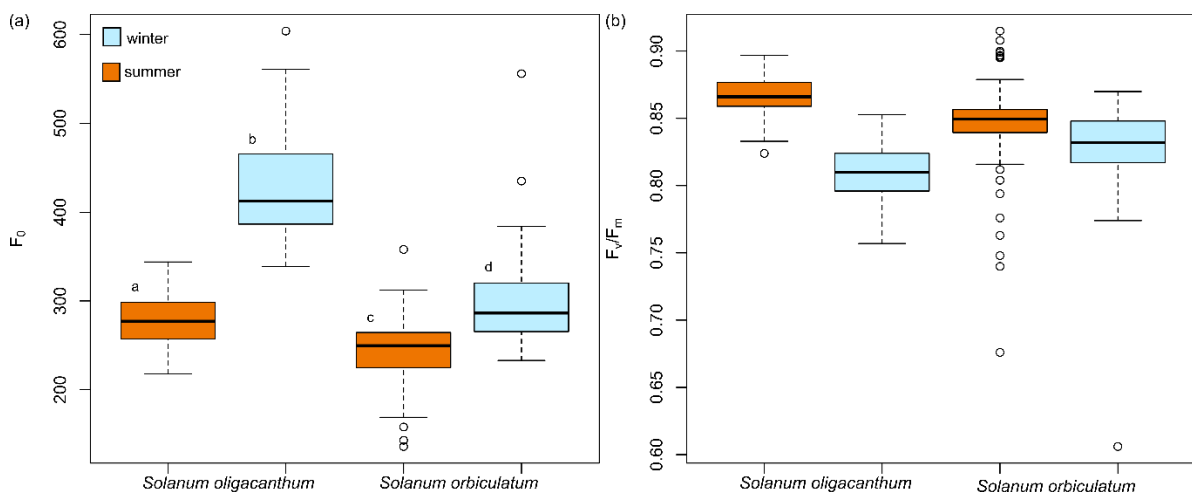 (a)
winter
summer
F0
600
500
400
300
200
a
b
c
d
Solanum oligacanthum
Solanum orbiculatum
(b)
Fv/Fm
0.90
0.85
0.80
0.75
0.70
0.65
0.60
Solanum oligacanthum
Solanum orbiculatum